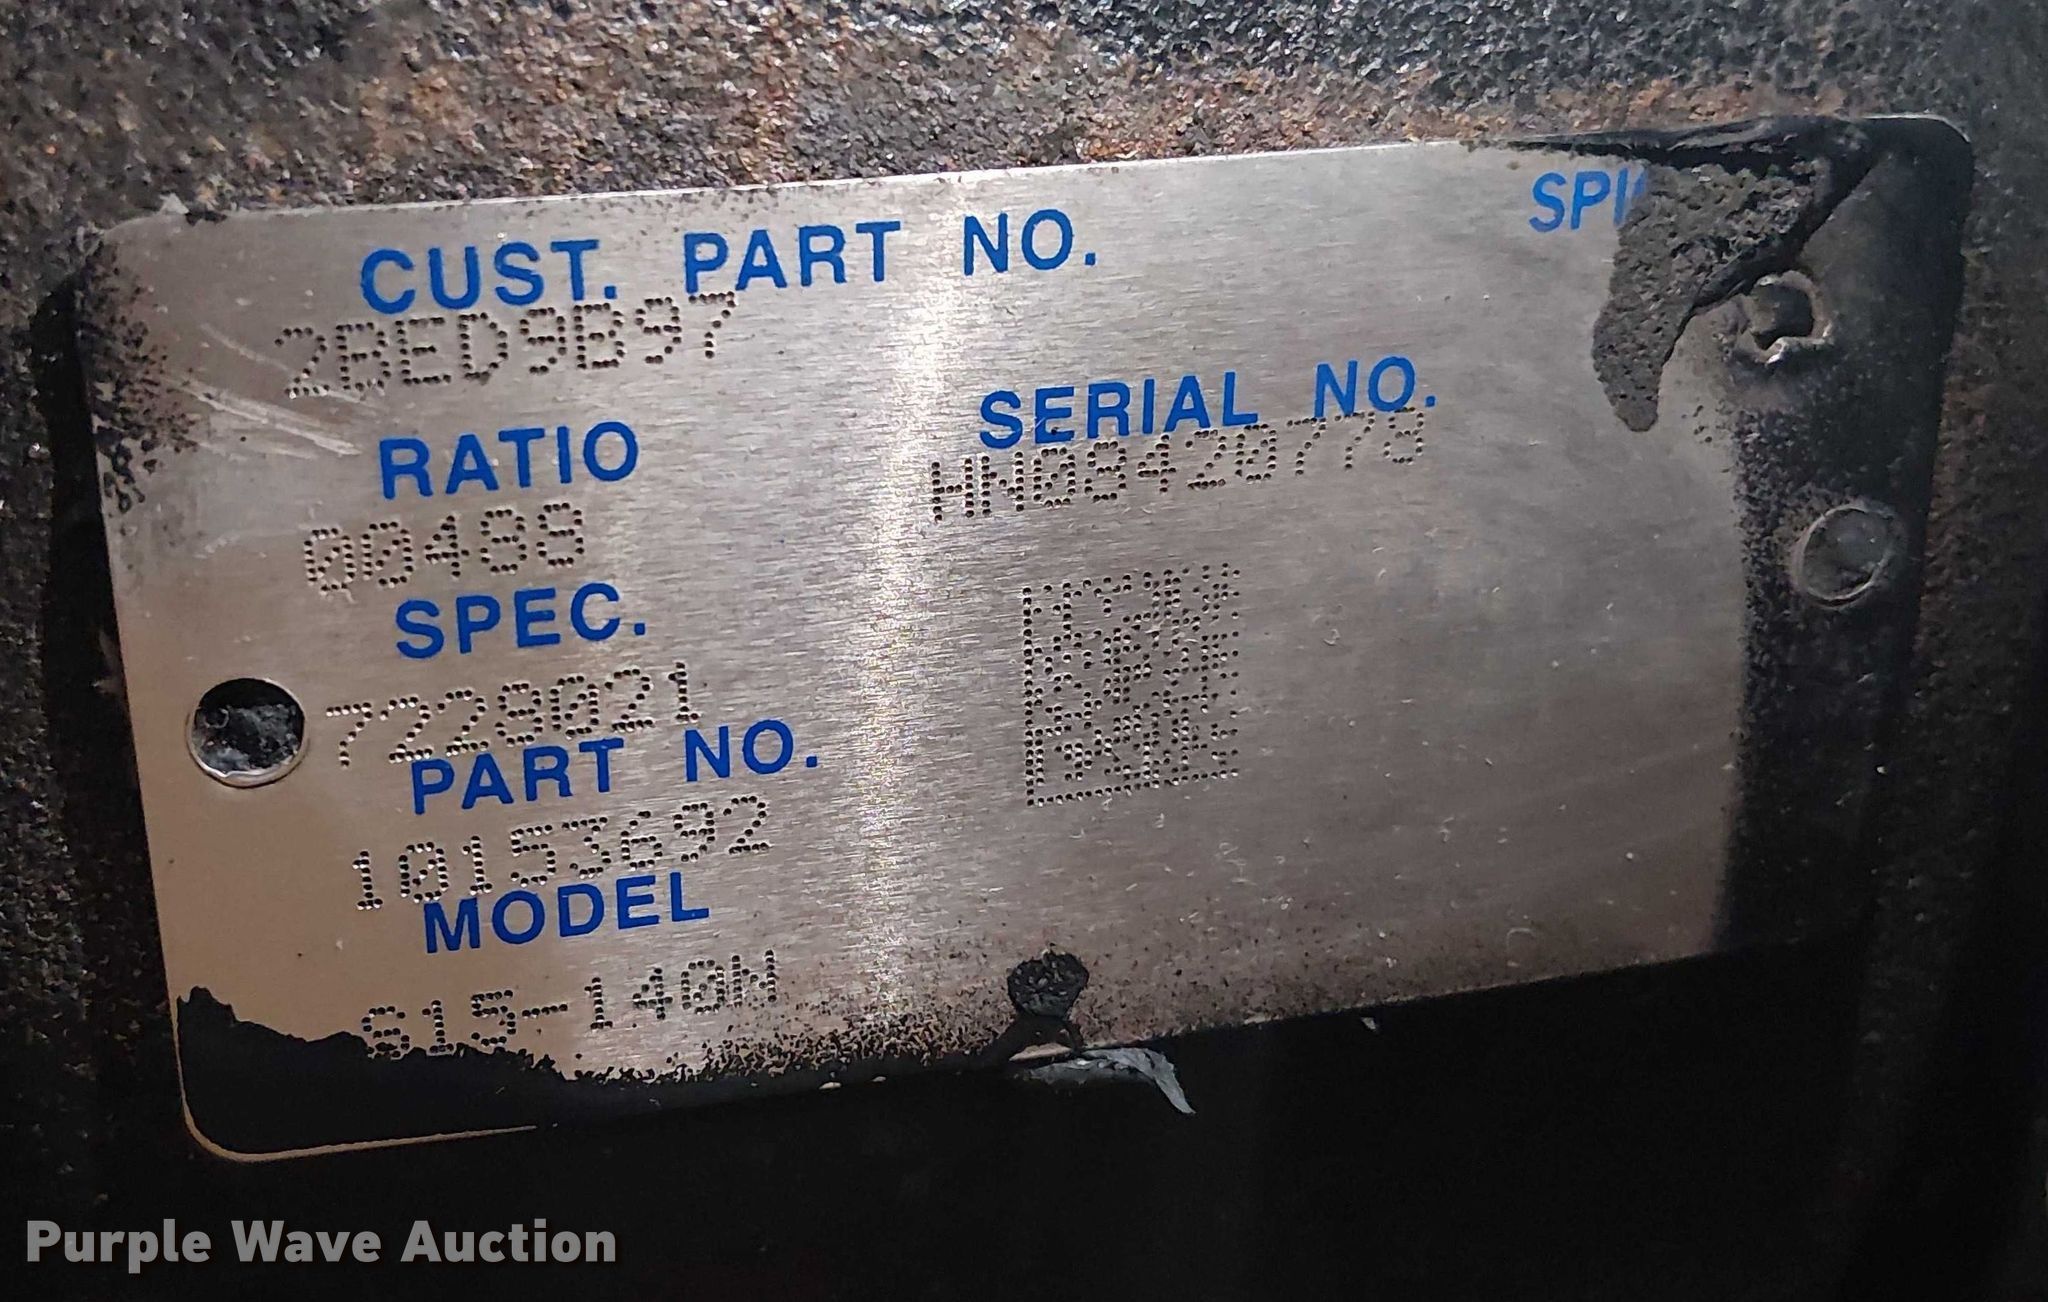 CUST. PART NO.
SPI
2RED9B97
RATIO
SERIAL NO.
00488
HN08420778
SPEC.
7228021
PART NO.
10153692
MODEL
S15-140N
Purple Wave Auction